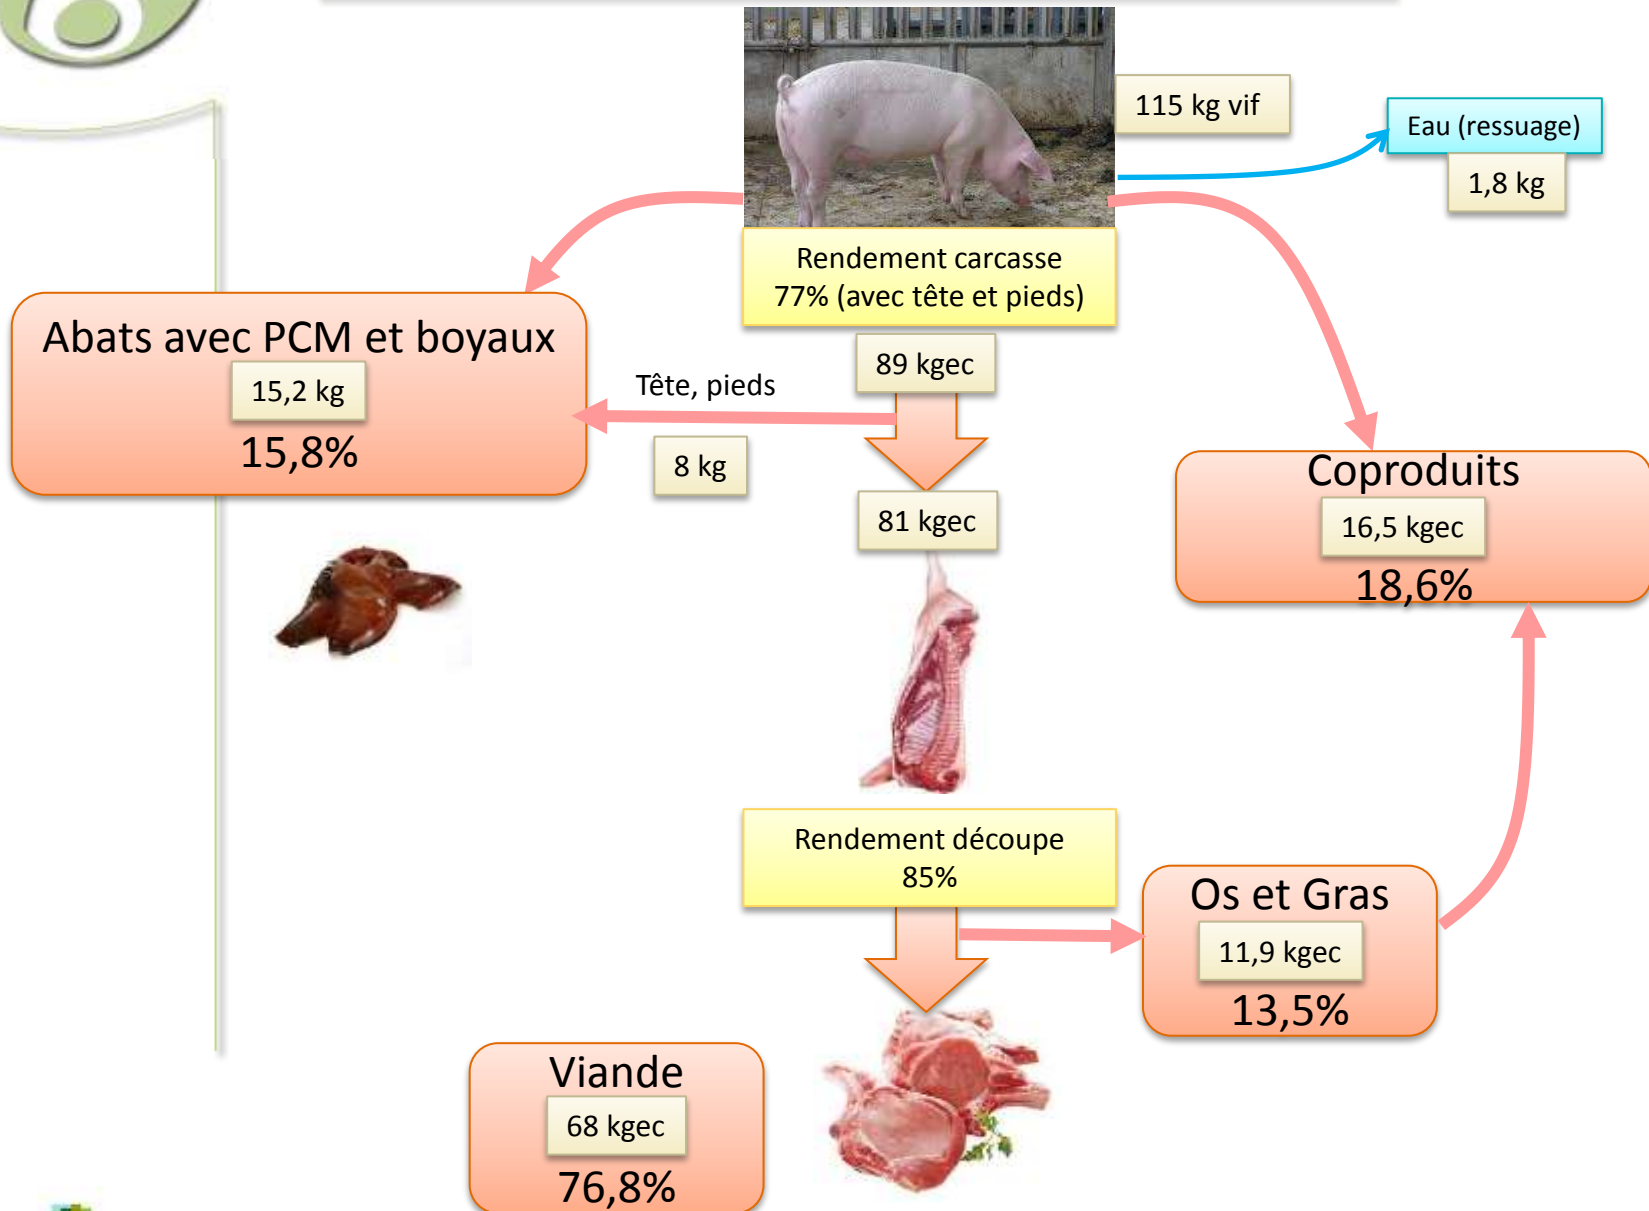 115 kg vif
Eau (ressuage)
1,8 kg
Rendement carcasse
77% (avec tête et pieds)
Abats avec PCM et boyaux
15,2 kg
15,8%
Tête, pieds
8 kg
89 kgec
81 kgec
Coproduits
16,5 kgec
18,6%
Rendement découpe
85%
Os et Gras
11,9 kgec
13,5%
Viande
68 kgec
76,8%